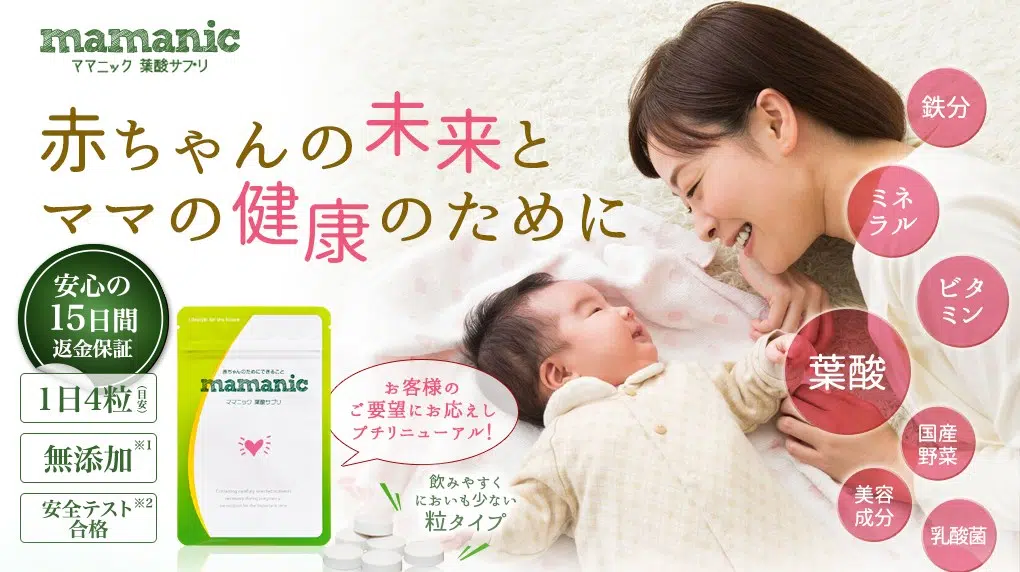 mamanic
ママニック 葉酸サプリ
赤ちゃんの未来と
ママの健康のために
安心の
15日間
返金保証
1日4粒(目安)
無添加※1
安全テスト※2
合格
赤ちゃんのためにできること
mamanic
ママニック 葉酸サプリ
お客様の
ご要望にお応えし
プチリニューアル!
飲みやすく
においも少ない
粒タイプ
鉄分
ミネ
ラル
ビタ
ミン
葉酸
国産
野菜
美容
成分
乳酸菌